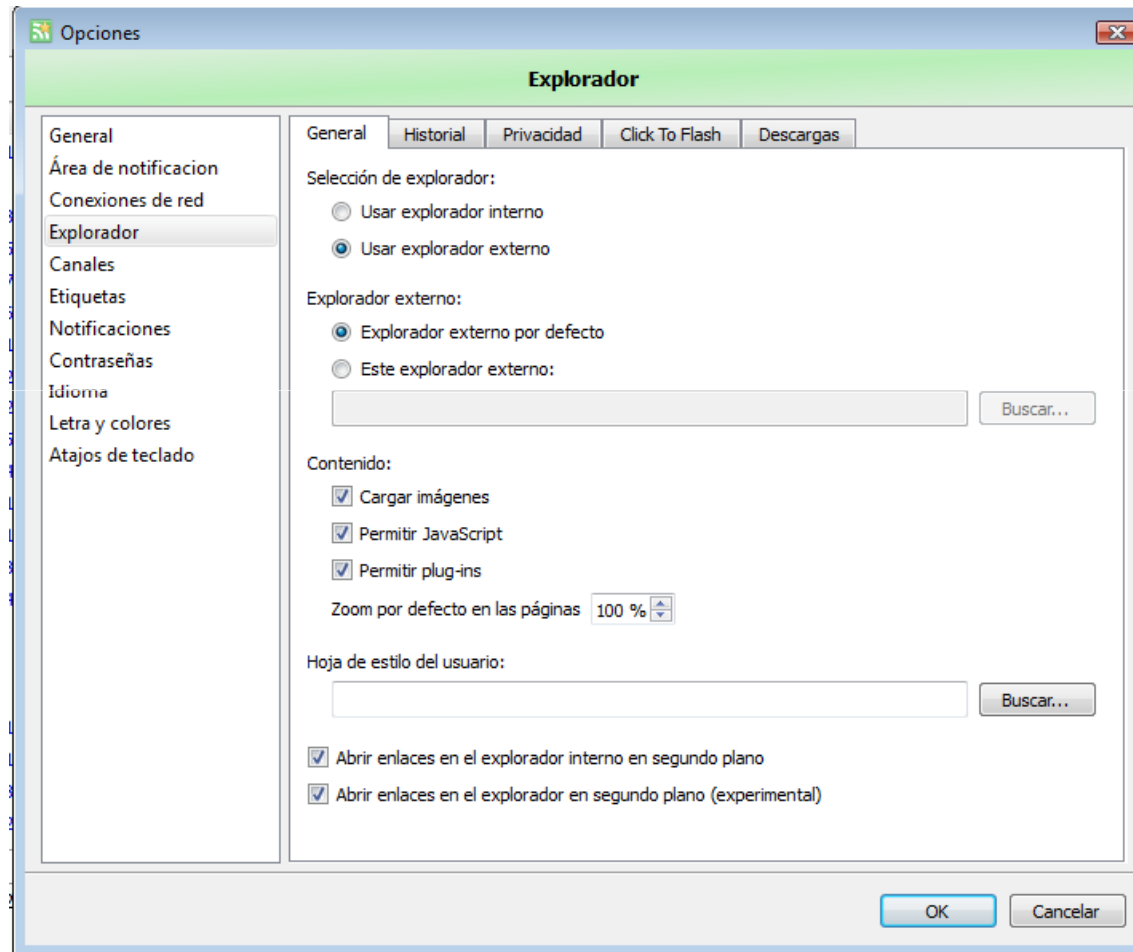 Opciones
Explorador
General
Área de notificacion
Conexiones de red
Explorador
Canales
Etiquetas
Notificaciones
Contraseñas
Idioma
Letra y colores
Atajos de teclado
General Historial Privacidad Click To Flash Descargas
Selección de explorador:
Usar explorador interno
Usar explorador externo
Explorador externo:
Explorador externo por defecto
Este explorador externo:
Buscar...
Contenido:
Cargar imágenes
Permitir JavaScript
Permitir plug-ins
Zoom por defecto en las páginas 100 %
Hoja de estilo del usuario:
Buscar...
Abrir enlaces en el explorador interno en segundo plano
Abrir enlaces en el explorador en segundo plano (experimental)
OK Cancelar